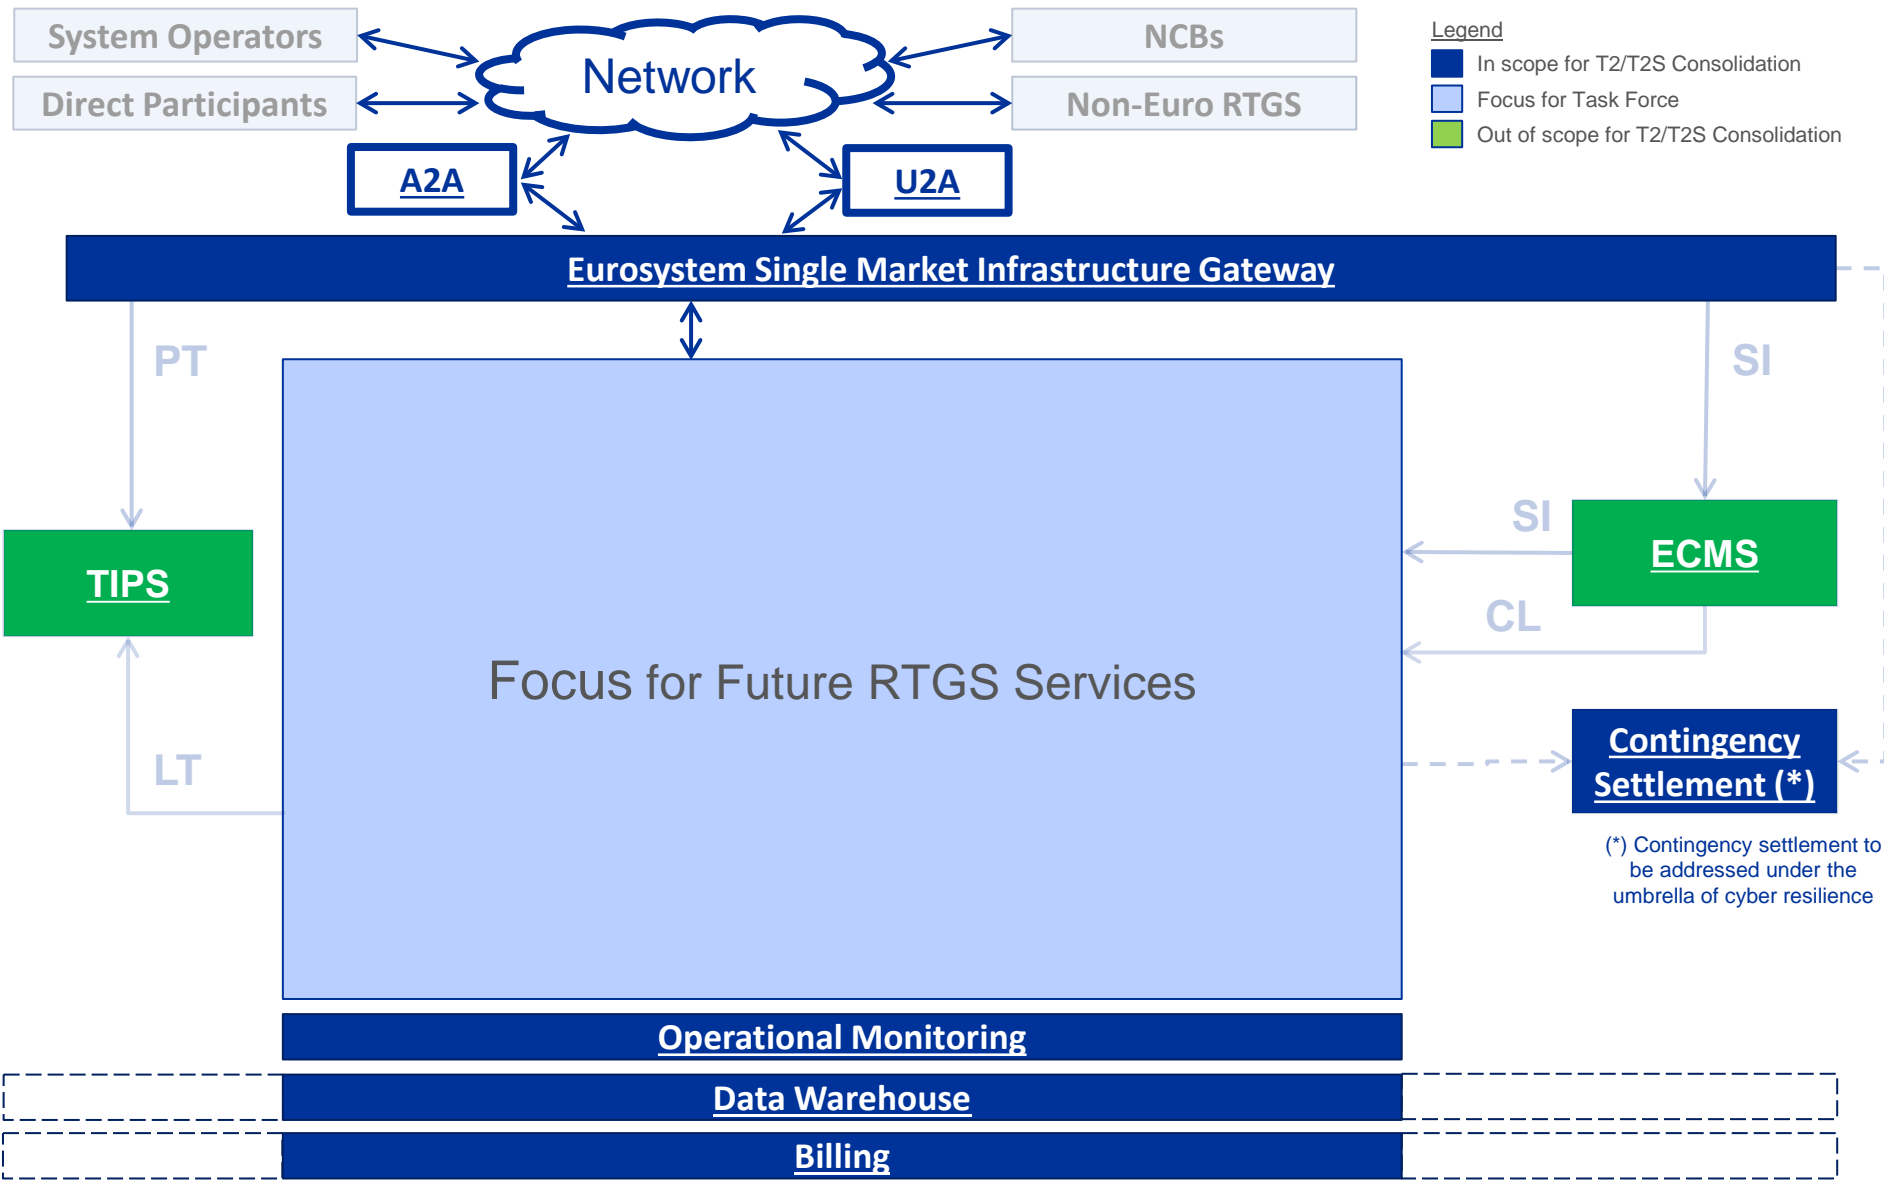 System Operators
Direct Participants
Network
NCBs
Non-Euro RTGS
Legend
In scope for T2/T2S Consolidation
Focus for Task Force
Out of scope for T2/T2S Consolidation
A2A
U2A
Eurosystem Single Market Infrastructure Gateway
PT
SI
TIPS
SI
ECMS
CL
Focus for Future RTGS Services
LT
Contingency
Settlement (*)
(*) Contingency settlement to
be addressed under the
umbrella of cyber resilience
Operational Monitoring
Data Warehouse
Billing